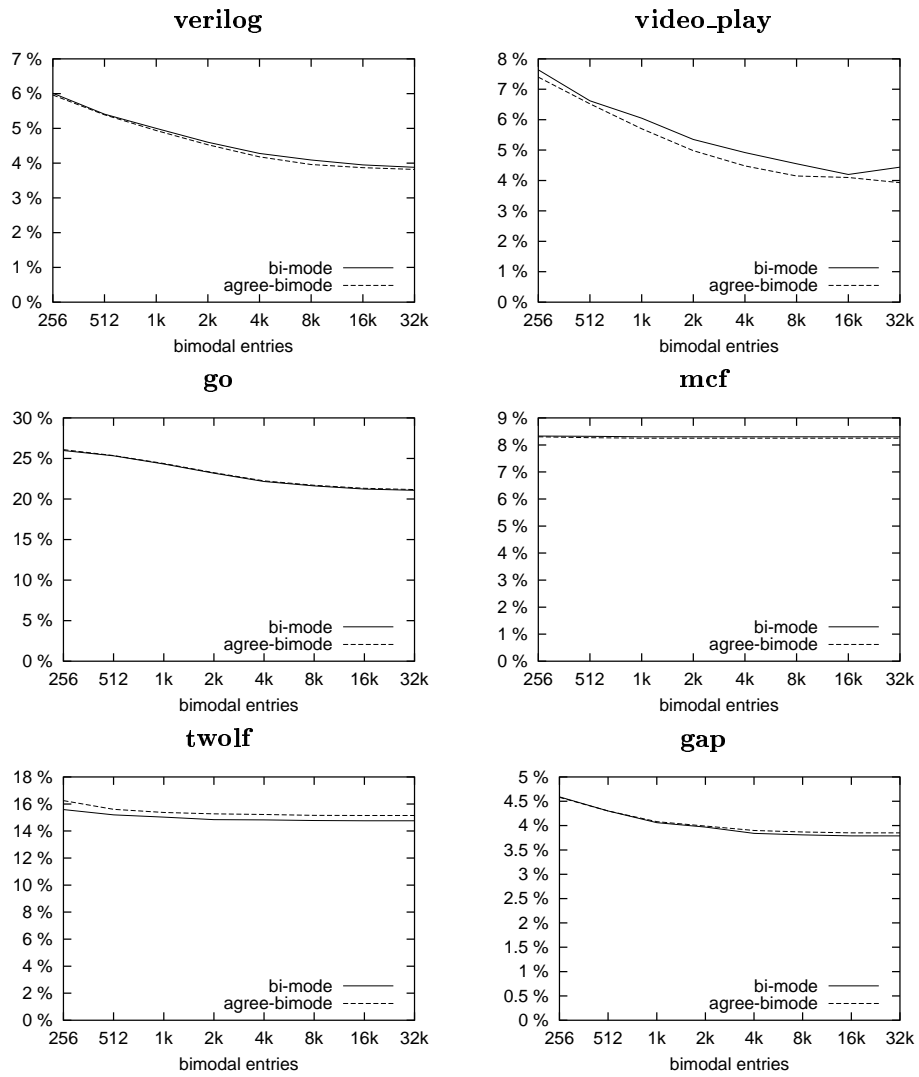 verilog
7 %
6 %
5 %
4 %
3 %
2 %
1 %
0 %
bi-mode
agree-bimode
256 512 1k 2k 4k 8k 16k 32k
bimodal entries
video_play
8 %
7 %
6 %
5 %
4 %
3 %
2 %
1 %
0 %
bi-mode
agree-bimode
256 512 1k 2k 4k 8k 16k 32k
bimodal entries
go
30 %
25 %
20 %
15 %
10 %
5 %
0 %
bi-mode
agree-bimode
256 512 1k 2k 4k 8k 16k 32k
bimodal entries
mcf
9 %
8 %
7 %
6 %
5 %
4 %
3 %
2 %
1 %
0 %
bi-mode
agree-bimode
256 512 1k 2k 4k 8k 16k 32k
bimodal entries
twolf
18 %
16 %
14 %
12 %
10 %
8 %
6 %
4 %
2 %
0 %
bi-mode
agree-bimode
256 512 1k 2k 4k 8k 16k 32k
bimodal entries
gap
5 %
4.5 %
4 %
3.5 %
3 %
2.5 %
2 %
1.5 %
1 %
0.5 %
0 %
bi-mode
agree-bimode
256 512 1k 2k 4k 8k 16k 32k
bimodal entries